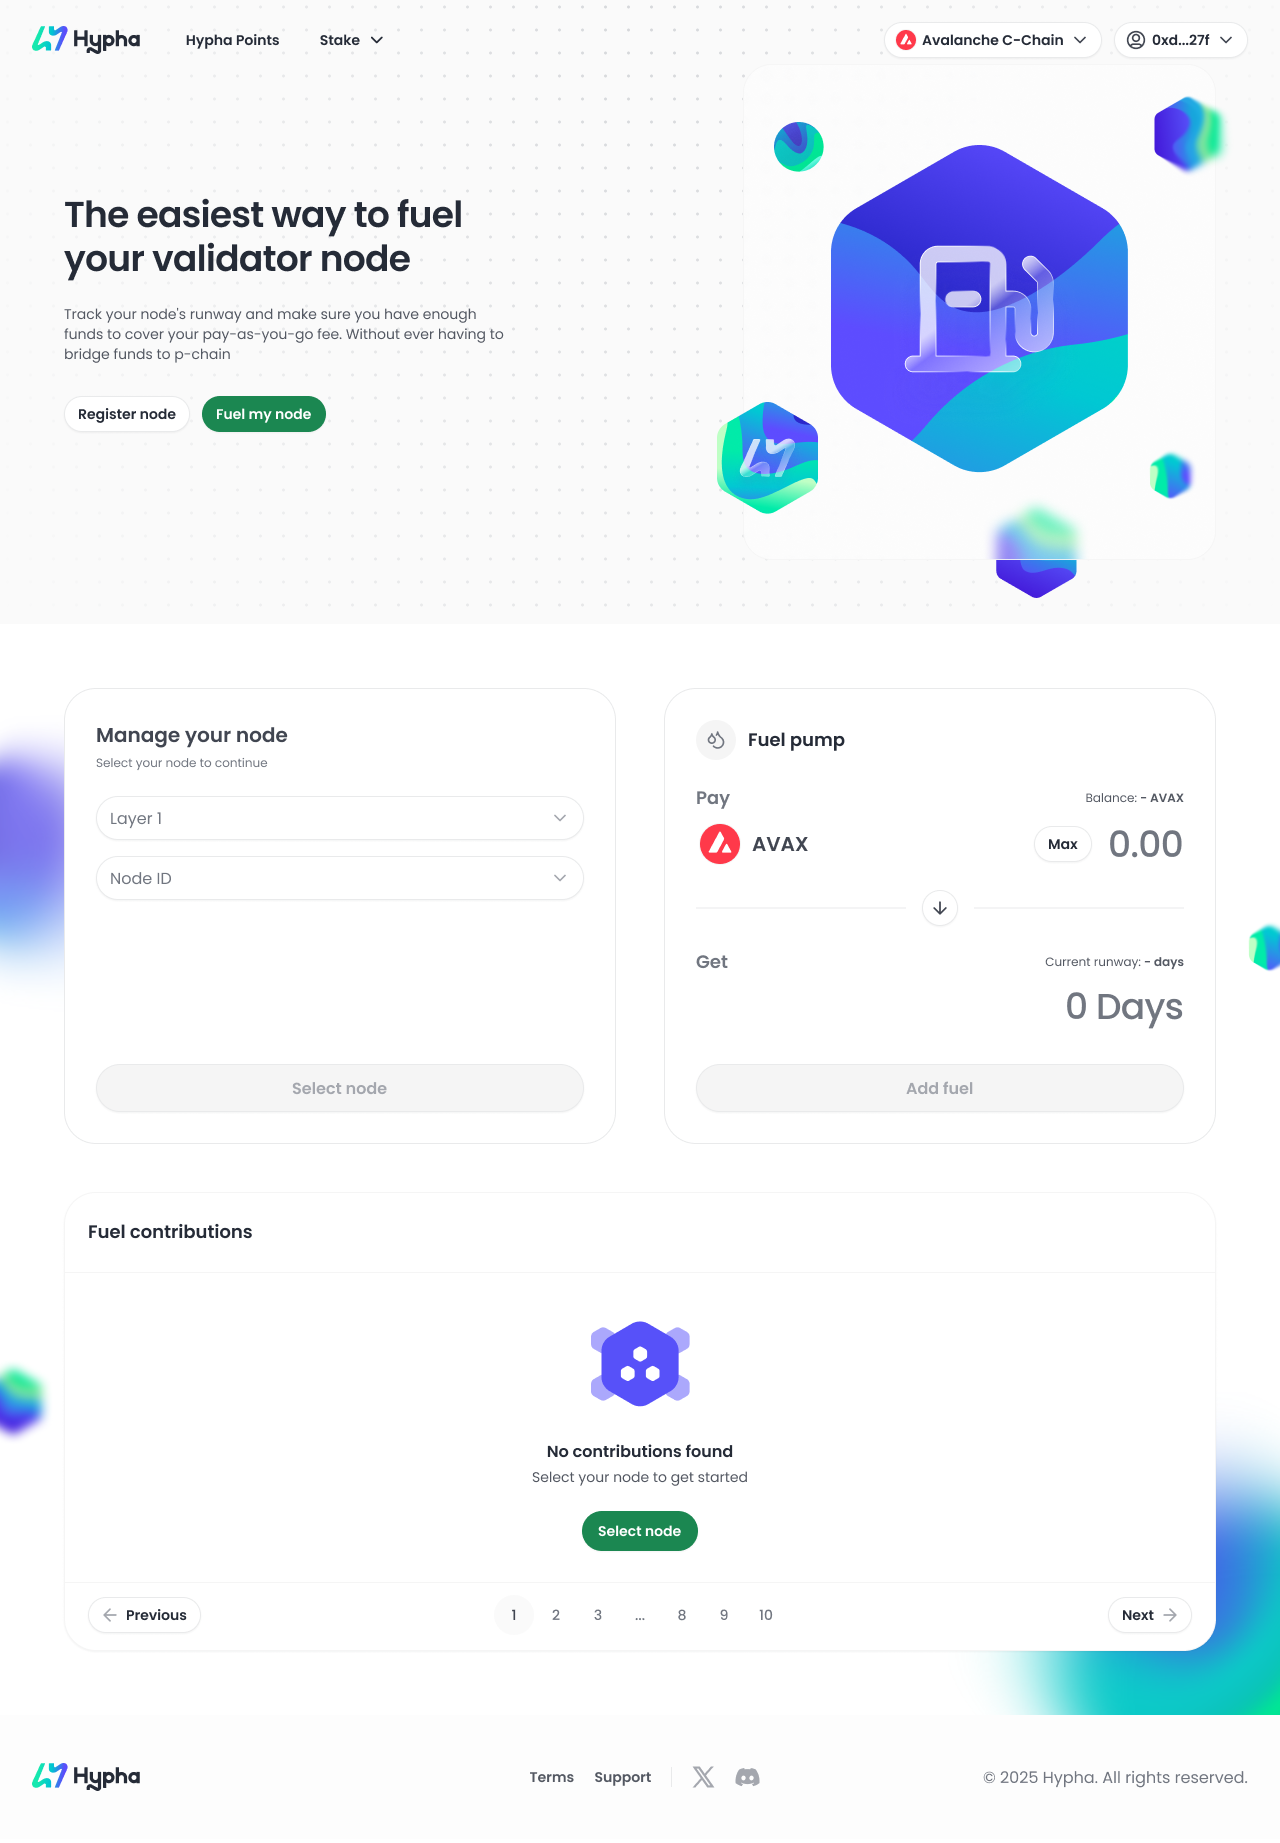 Hypha
Hypha Points
Stake
Avalanche C-Chain
0xd...27f
The easiest way to fuel
your validator node
Track your node's runway and make sure you have enough
funds to cover your pay-as-you-go fee. Without ever having to
bridge funds to p-chain
Register node
Fuel my node
Manage your node
Select your node to continue
Layer 1
Node ID
Select node
Fuel pump
Pay
Balance: - AVAX
AVAX
Max
0.00
Get
Current runway: - days
0 Days
Add fuel
Fuel contributions
No contributions found
Select your node to get started
Select node
Previous
1 2 3 ... 8 9 10
Next
Hypha
Terms
Support
© 2025 Hypha. All rights reserved.